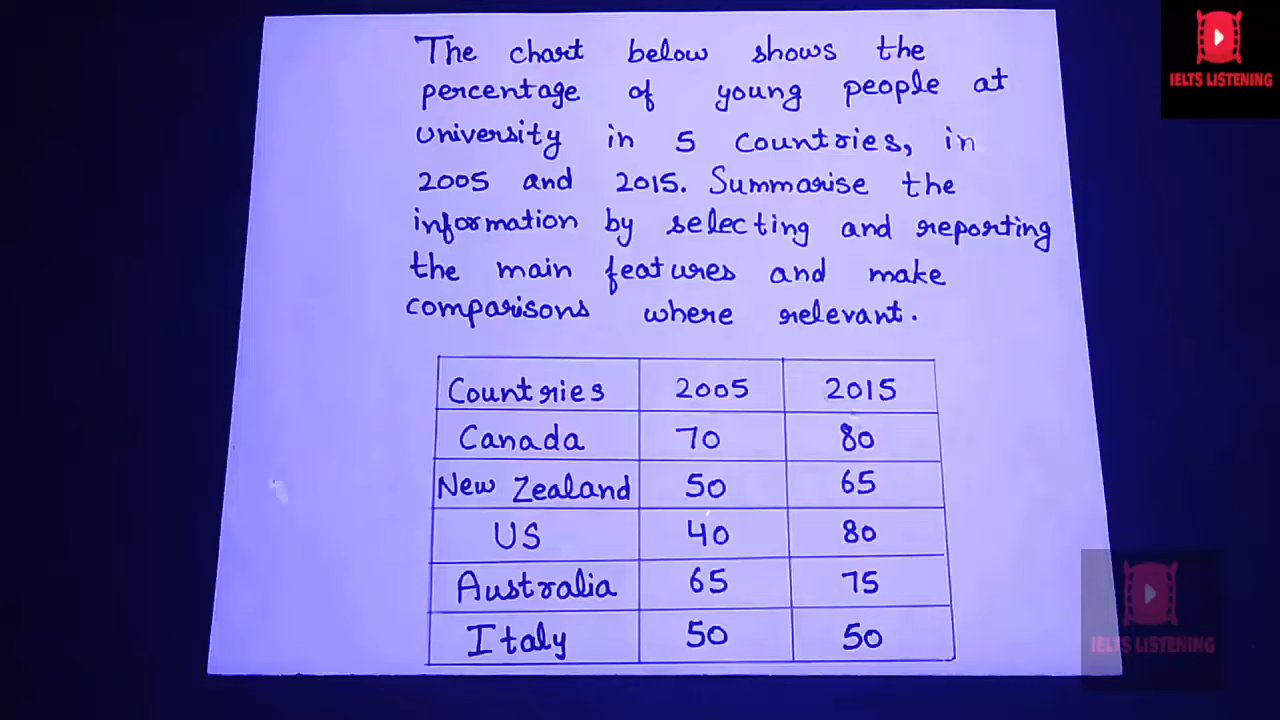 IELTS LISTENING
The chart below shows the
percentage of young people at
university in 5 countries, in
2005 and 2015. Summarise the
information by selecting and reporting
the main features and make
comparisons where relevant.
Countries 2005 2015
Canada 70 80
New Zealand 50 65
US 40 80
Australia 65 75
Italy 50 50
IELTS LISTENING